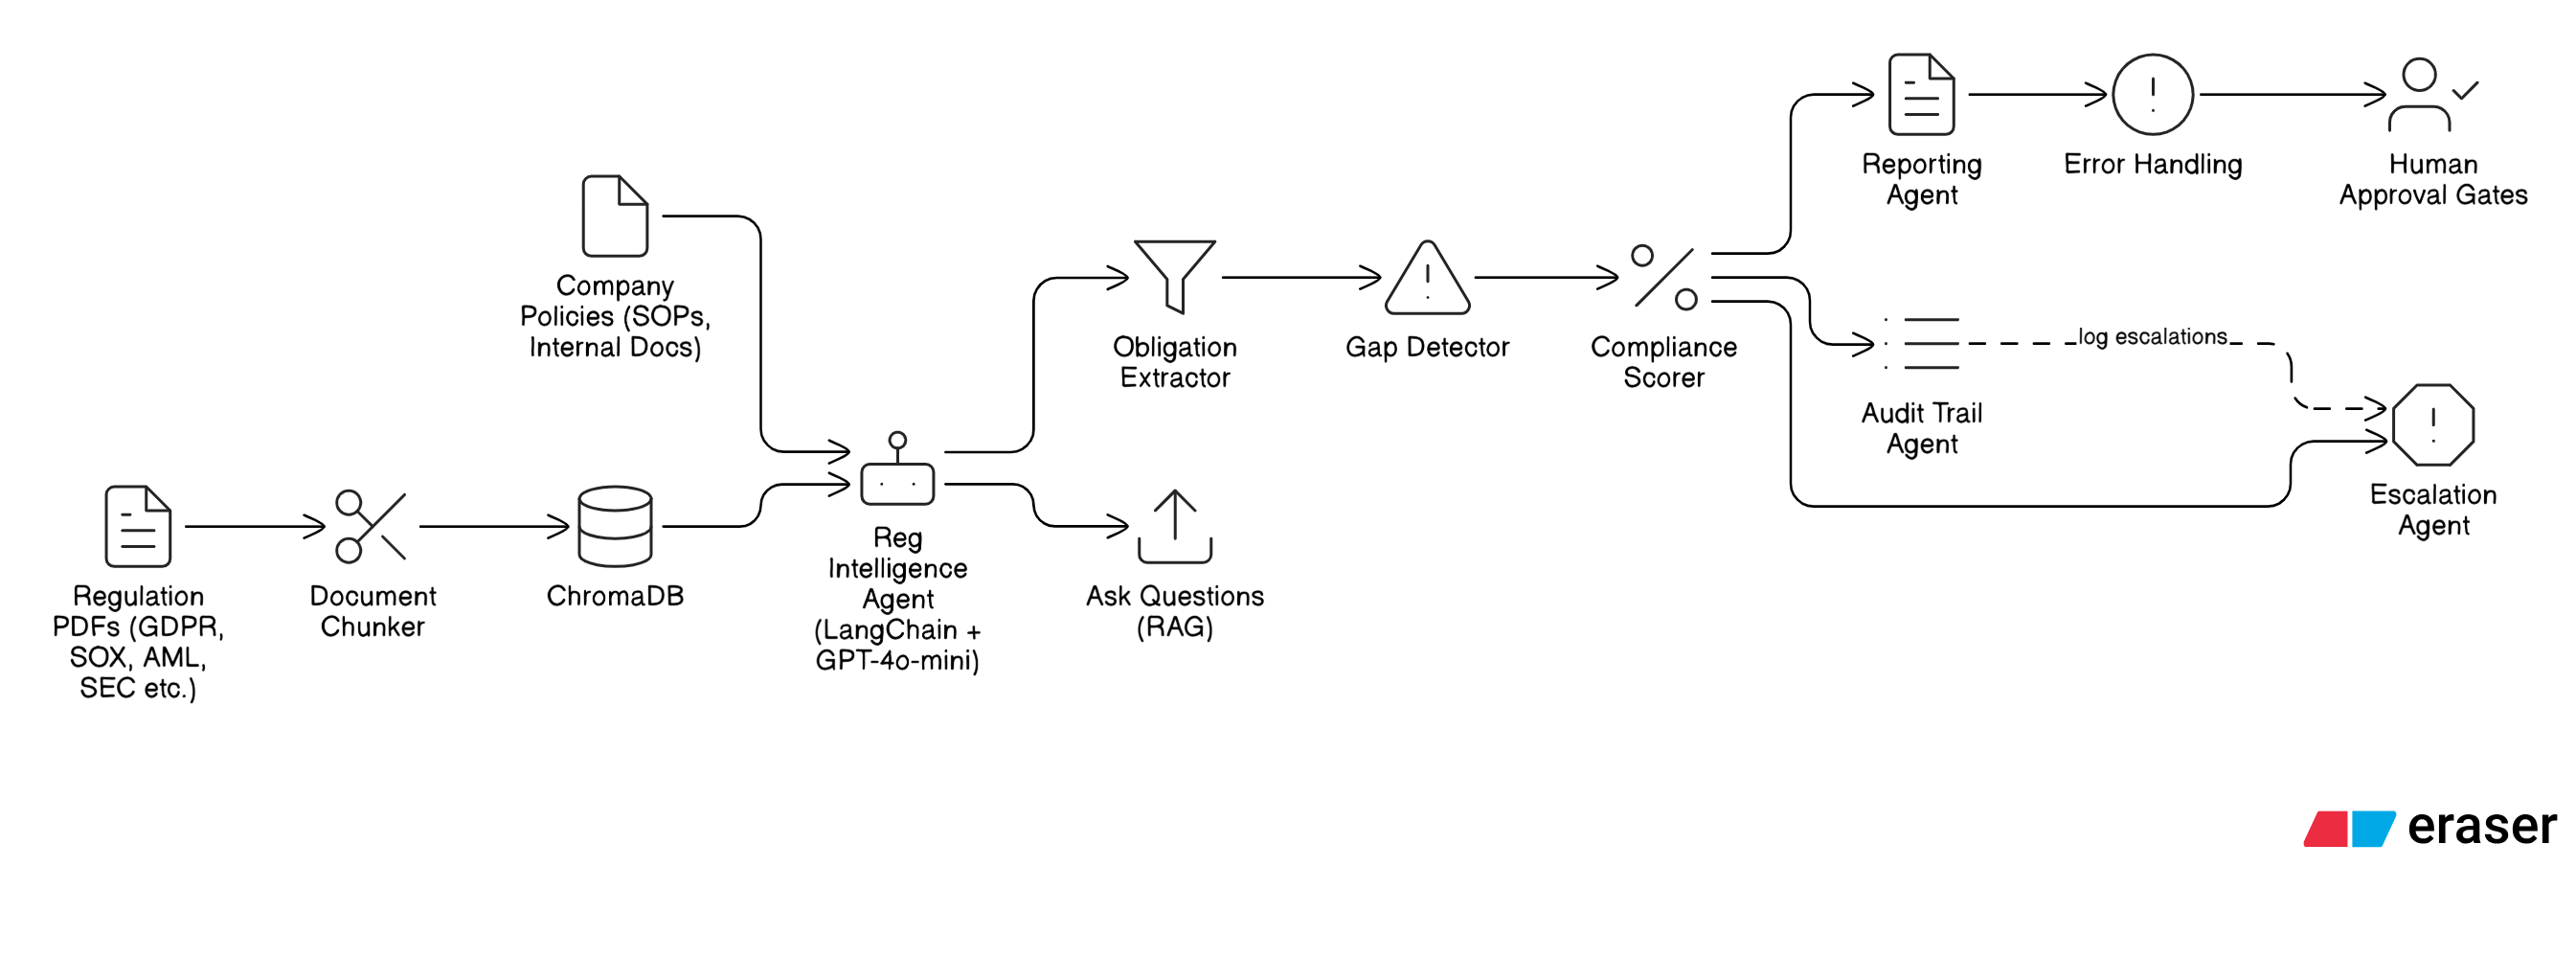 Company
Policies (SOPs,
Internal Docs)
Regulation
PDFs (GDPR,
SOX, AML,
SEC etc.)
Document
Chunker
ChromaDB
Reg
Intelligence
Agent
(LangChain +
GPT-4o-mini)
Obligation
Extractor
Ask Questions
(RAG)
Gap Detector
Compliance
Scorer
Reporting
Agent
Error Handling
Human
Approval Gates
Audit Trail
Agent
log escalations
Escalation
Agent
eraser